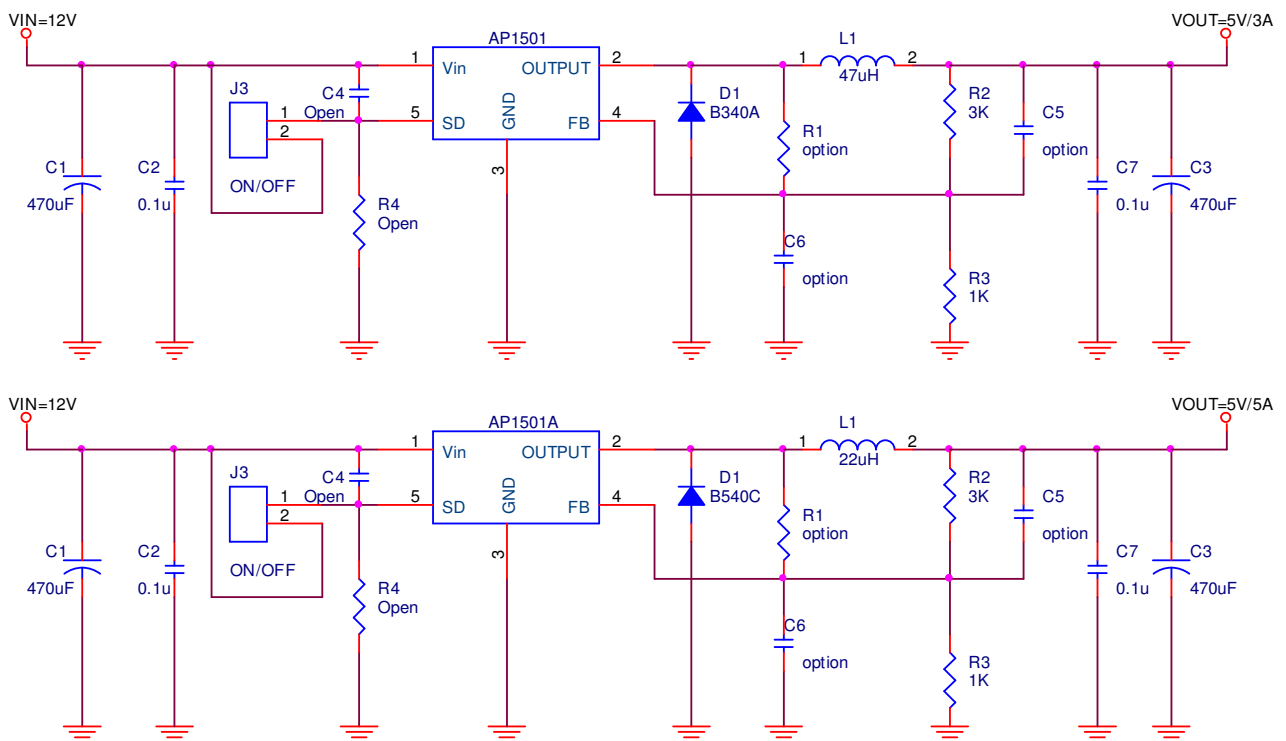 VIN=12V
VOUT=5V/3A
AP1501
L1
1
Vin
OUTPUT
2
1
2
47uH
J3
C4
D1
R2
1
Open
5
SD
GND
FB
4
B340A
3K
C5
2
R1
option
option
3
C1
C2
C7
C3
470uF
0.1u
ON/OFF
R4
0.1u
470uF
Open
C6
option
R3
1K
VIN=12V
VOUT=5V/5A
AP1501A
L1
1
Vin
OUTPUT
2
1
2
22uH
J3
C4
D1
R2
1
Open
5
SD
GND
FB
4
B540C
3K
C5
2
R1
option
option
3
C1
C2
C7
C3
470uF
0.1u
ON/OFF
R4
0.1u
470uF
Open
C6
option
R3
1K